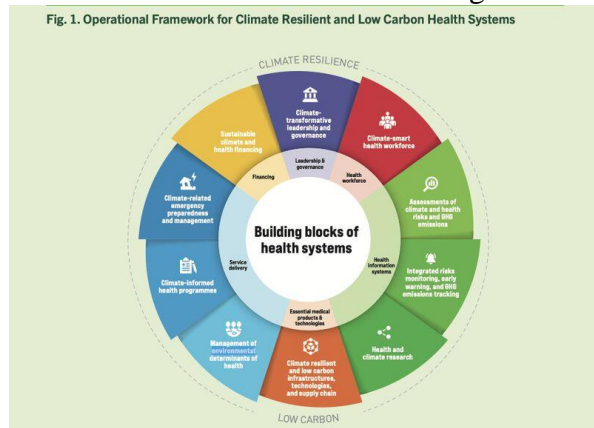 Fig. 1. Operational Framework for Climate Resilient and Low Carbon Health Systems
CLIMATE RESILIENCE
Climate-
transformative
leadership and
governance
Climate-smart
health workforce
Assessments of
climate and health
risks and GHG
emissions
Integrated risks
monitoring, early
warning, and GHG
emissions tracking
Health and
climate research
Climate resilient
and low carbon
infrastructures,
technologies,
and supply chain
Management of
environmental
determinants of
health
Climate-informed
health programmes
Climate-related
emergency
preparedness
and management
Sustainable
climate and
health financing
Leadership &
governance
Health
workforce
Health
information
systems
Essential medical
products &
technologies
Service
delivery
Financing
Building blocks of
health systems
LOW CARBON